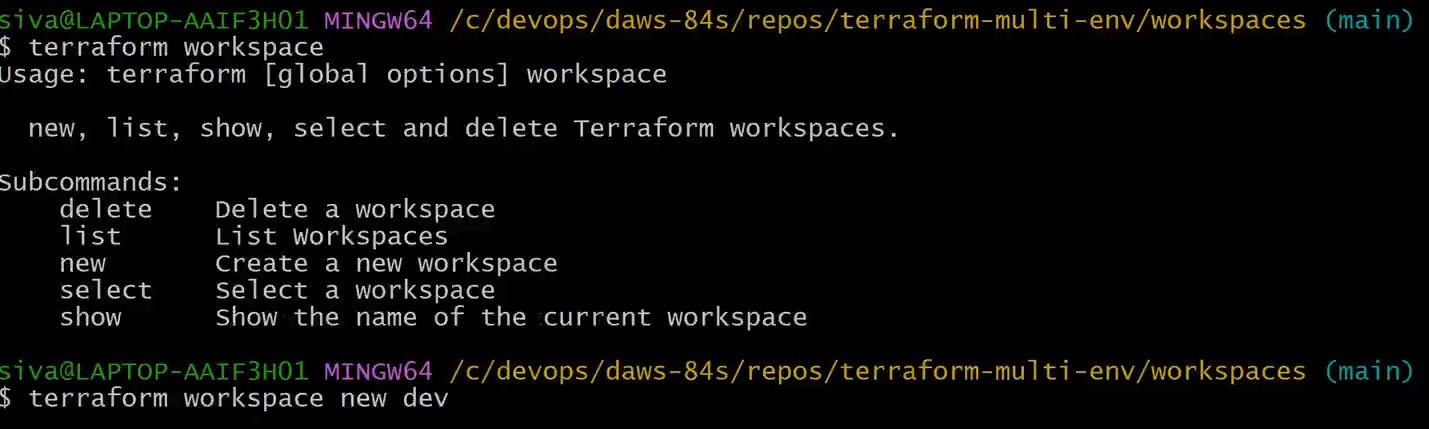 siva@LAPTOP-AAIF3H01 MINGW64 /c/devops/daws-84s/repos/terraform-multi-env/workspaces (main)
$ terraform workspace
Usage: terraform [global options] workspace
new, list, show, select and delete Terraform workspaces.
Subcommands:
delete    Delete a workspace
list      List Workspaces
new       Create a new workspace
select    Select a workspace
show      Show the name of the current workspace
siva@LAPTOP-AAIF3H01 MINGW64 /c/devops/daws-84s/repos/terraform-multi-env/workspaces (main)
$ terraform workspace new dev